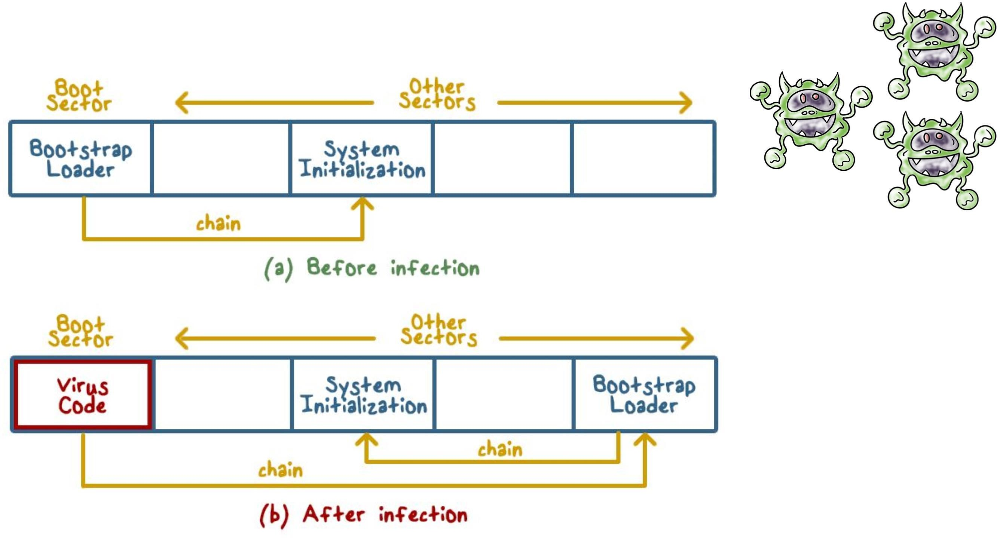 Boot
Sector
Other
Sectors
Bootstrap
Loader
System
Initialization
chain
(a) Before infection
Boot
Sector
Other
Sectors
Virus
Code
System
Initialization
Bootstrap
Loader
chain
chain
(b) After infection